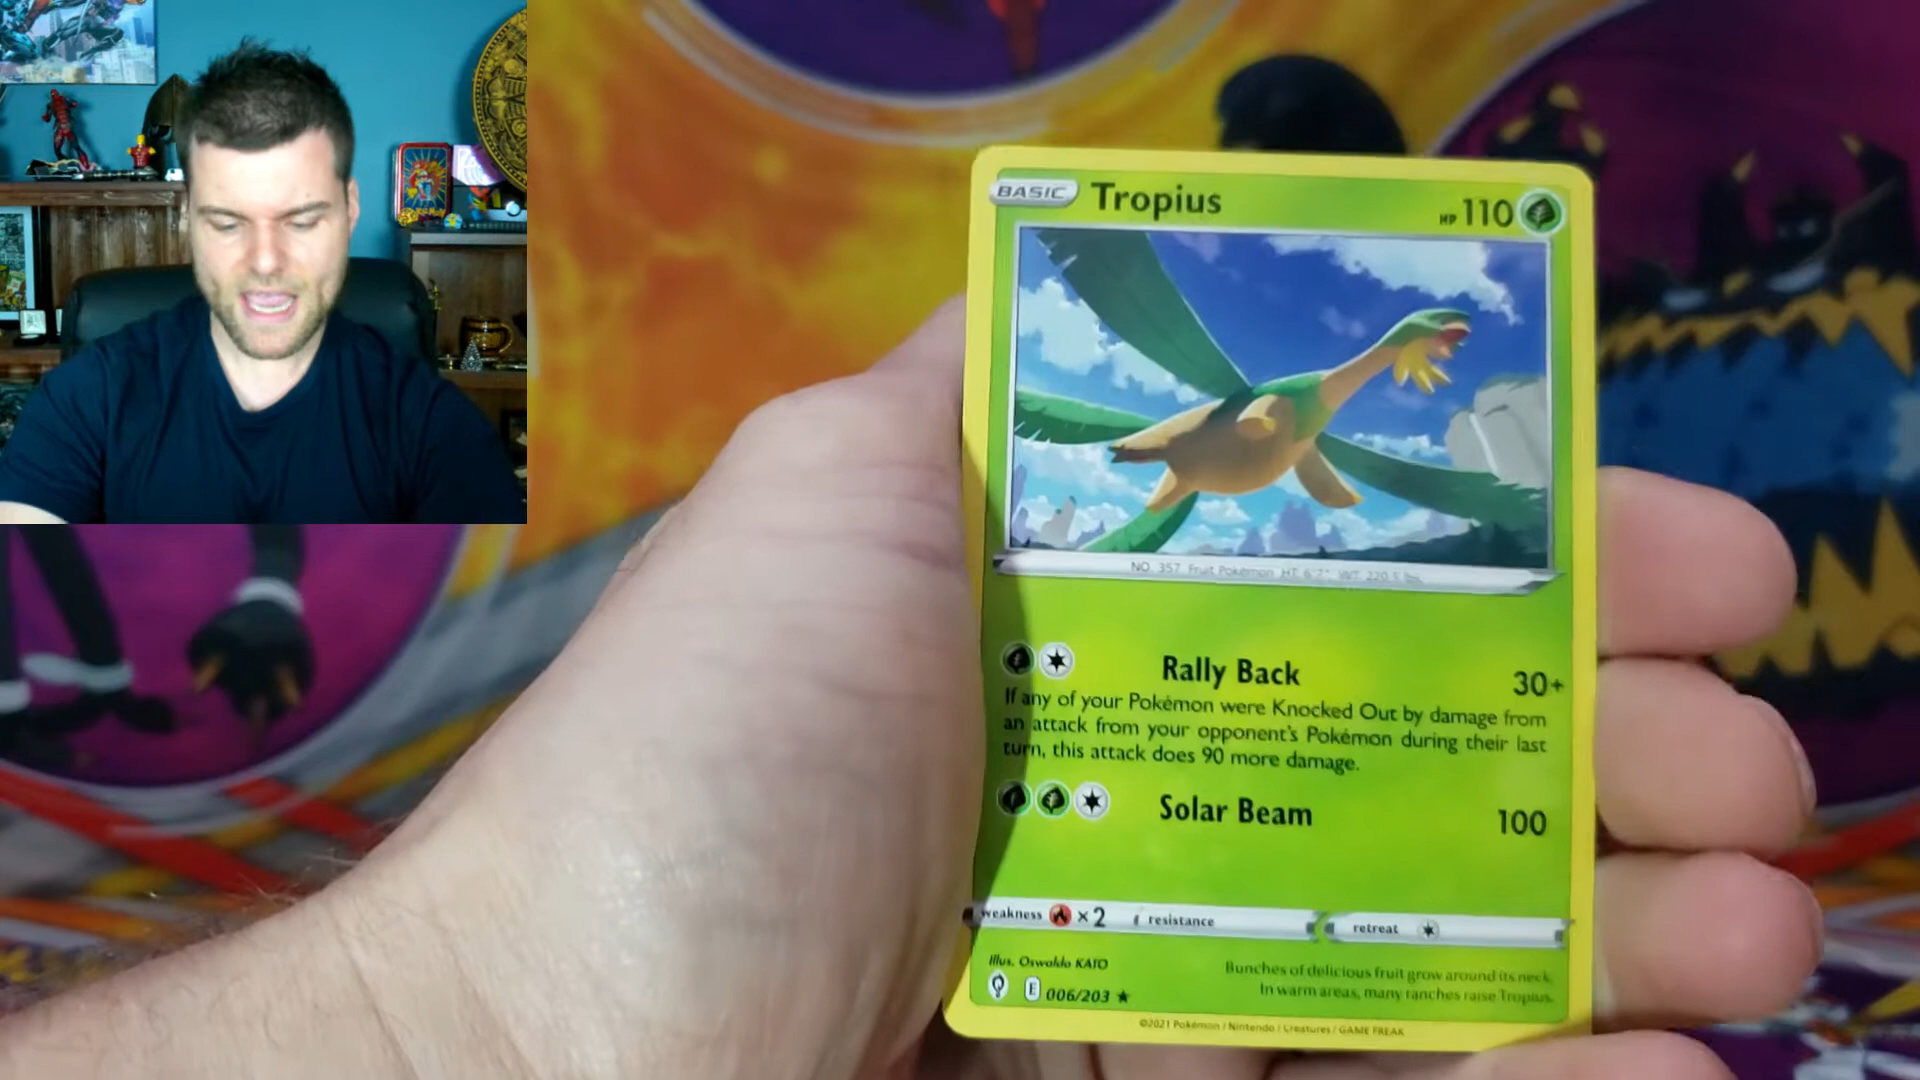 BASIC Tropius HP 110
NO. 357 Fruit Pokémon HT 6'7" WT 220.5 lbs.
Rally Back 30+
If any of your Pokémon were Knocked Out by damage from
an attack from your opponent's Pokémon during their last
turn, this attack does 90 more damage.
Solar Beam 100
weakness ×2 resistance retreat
Illus. Oswaldo KATO
E 006/203 ★
Bunches of delicious fruit grow around its neck.
In warm areas, many ranches raise Tropius.
©2021 Pokémon / Nintendo / Creatures / GAME FREAK